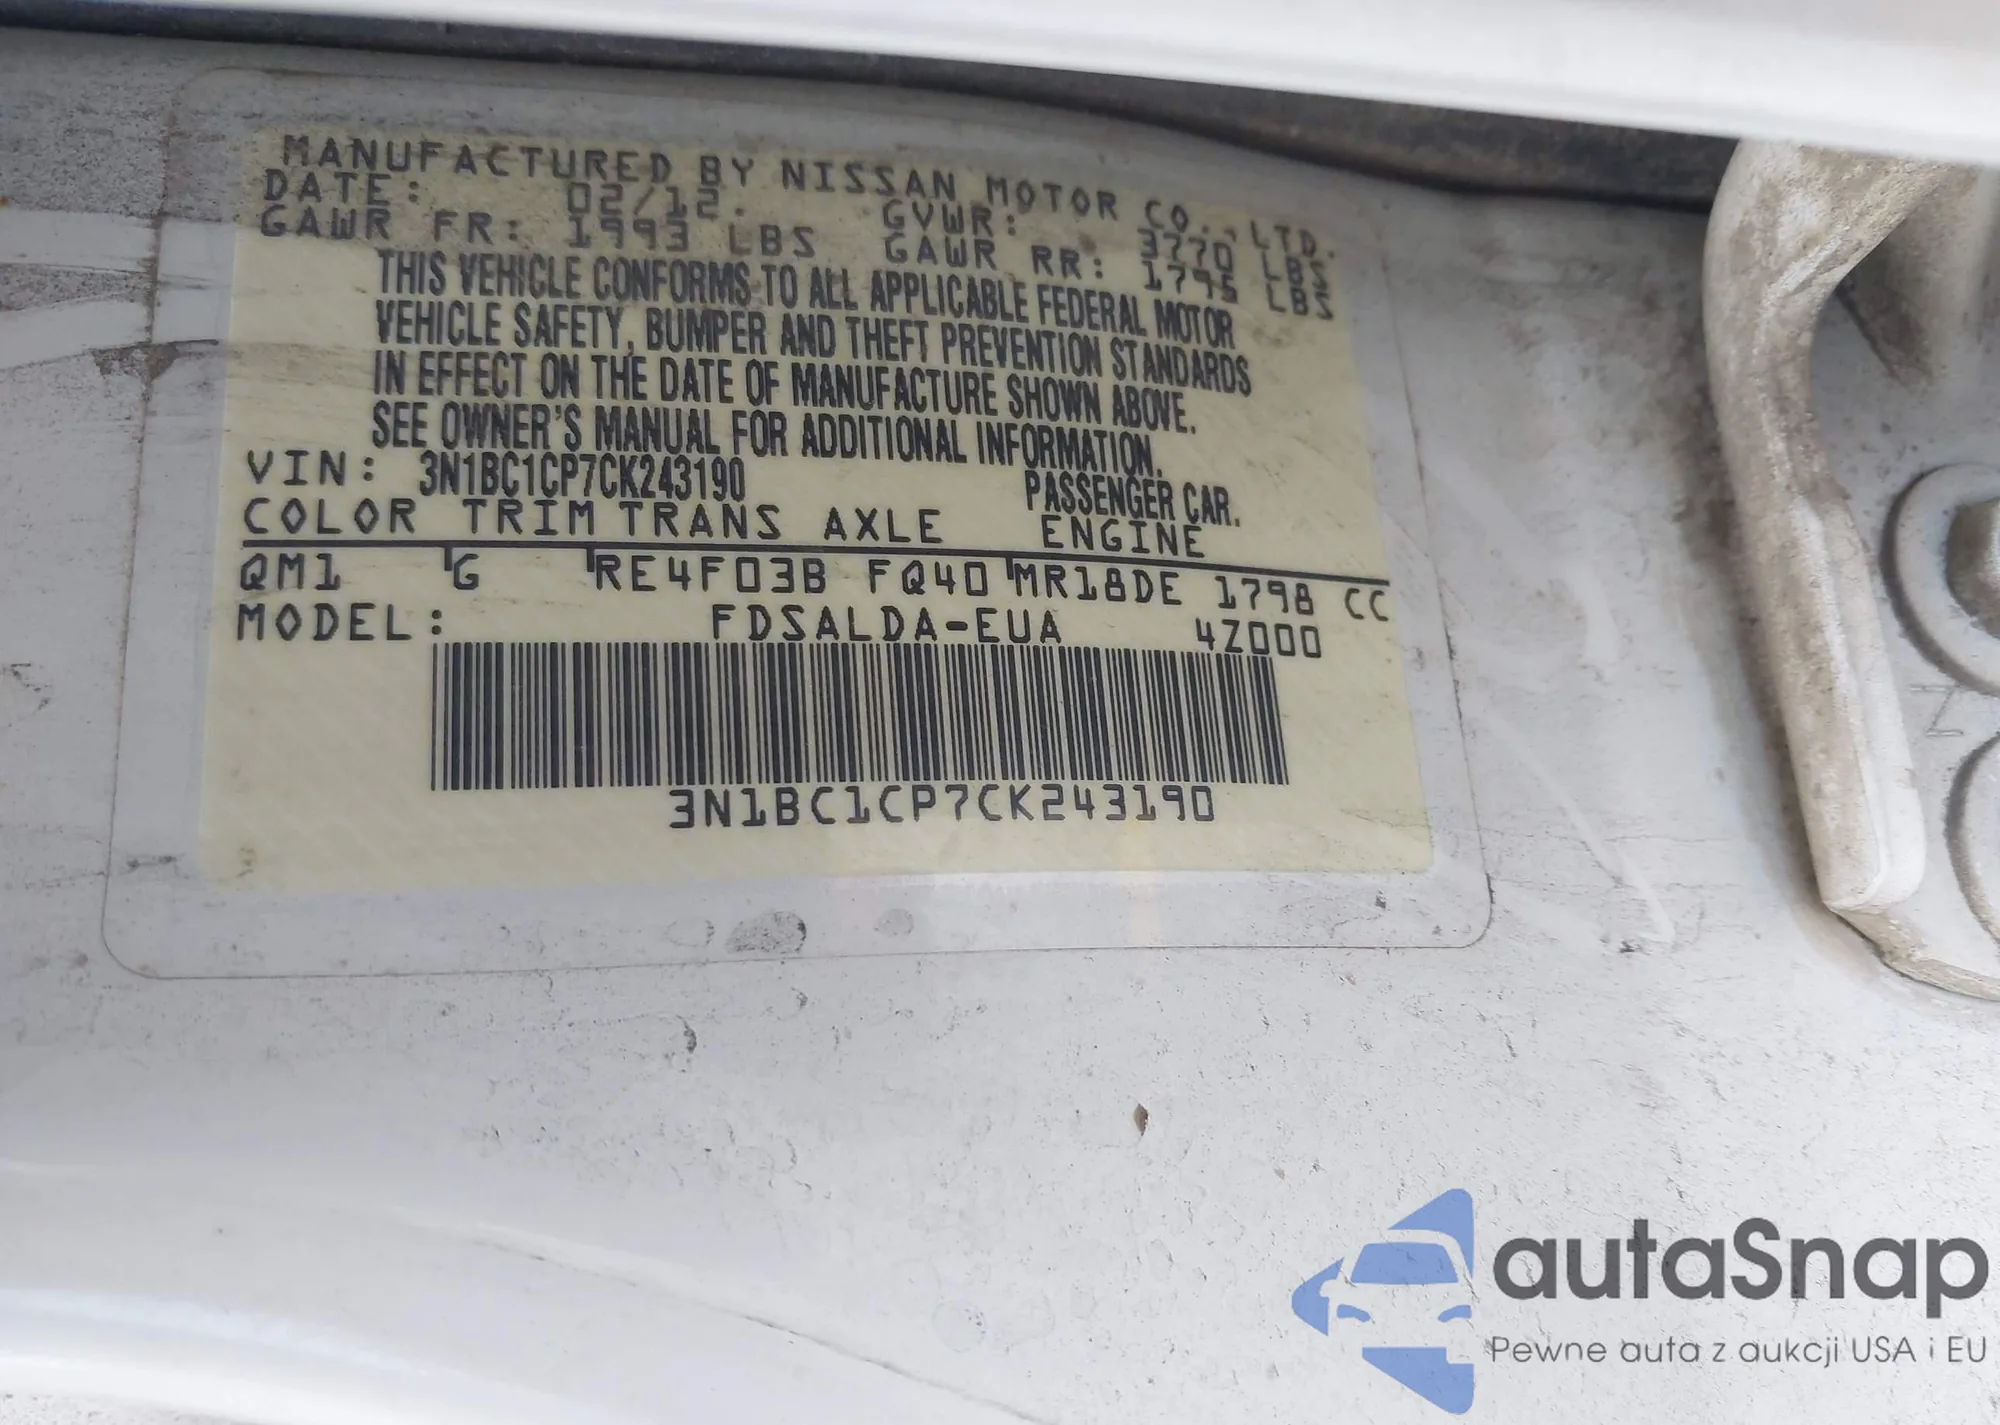 MANUFACTURED BY NISSAN MOTOR CO., LTD.
DATE: 02/12. GVWR: 3770 LBS
GAWR FR: 1993 LBS GAWR RR: 1795 LBS
THIS VEHICLE CONFORMS TO ALL APPLICABLE FEDERAL MOTOR
VEHICLE SAFETY, BUMPER AND THEFT PREVENTION STANDARDS
IN EFFECT ON THE DATE OF MANUFACTURE SHOWN ABOVE.
SEE OWNER'S MANUAL FOR ADDITIONAL INFORMATION.
VIN: 3N1BC1CP7CK243190 PASSENGER CAR.
COLOR TRIM TRANS AXLE ENGINE
QM1 G RE4F03B FQ40 MR18DE 1798 CC
MODEL: FDSALDA-EUA 4Z000
3N1BC1CP7CK243190
autaSnap
Pewne auta z aukcji USA i EU